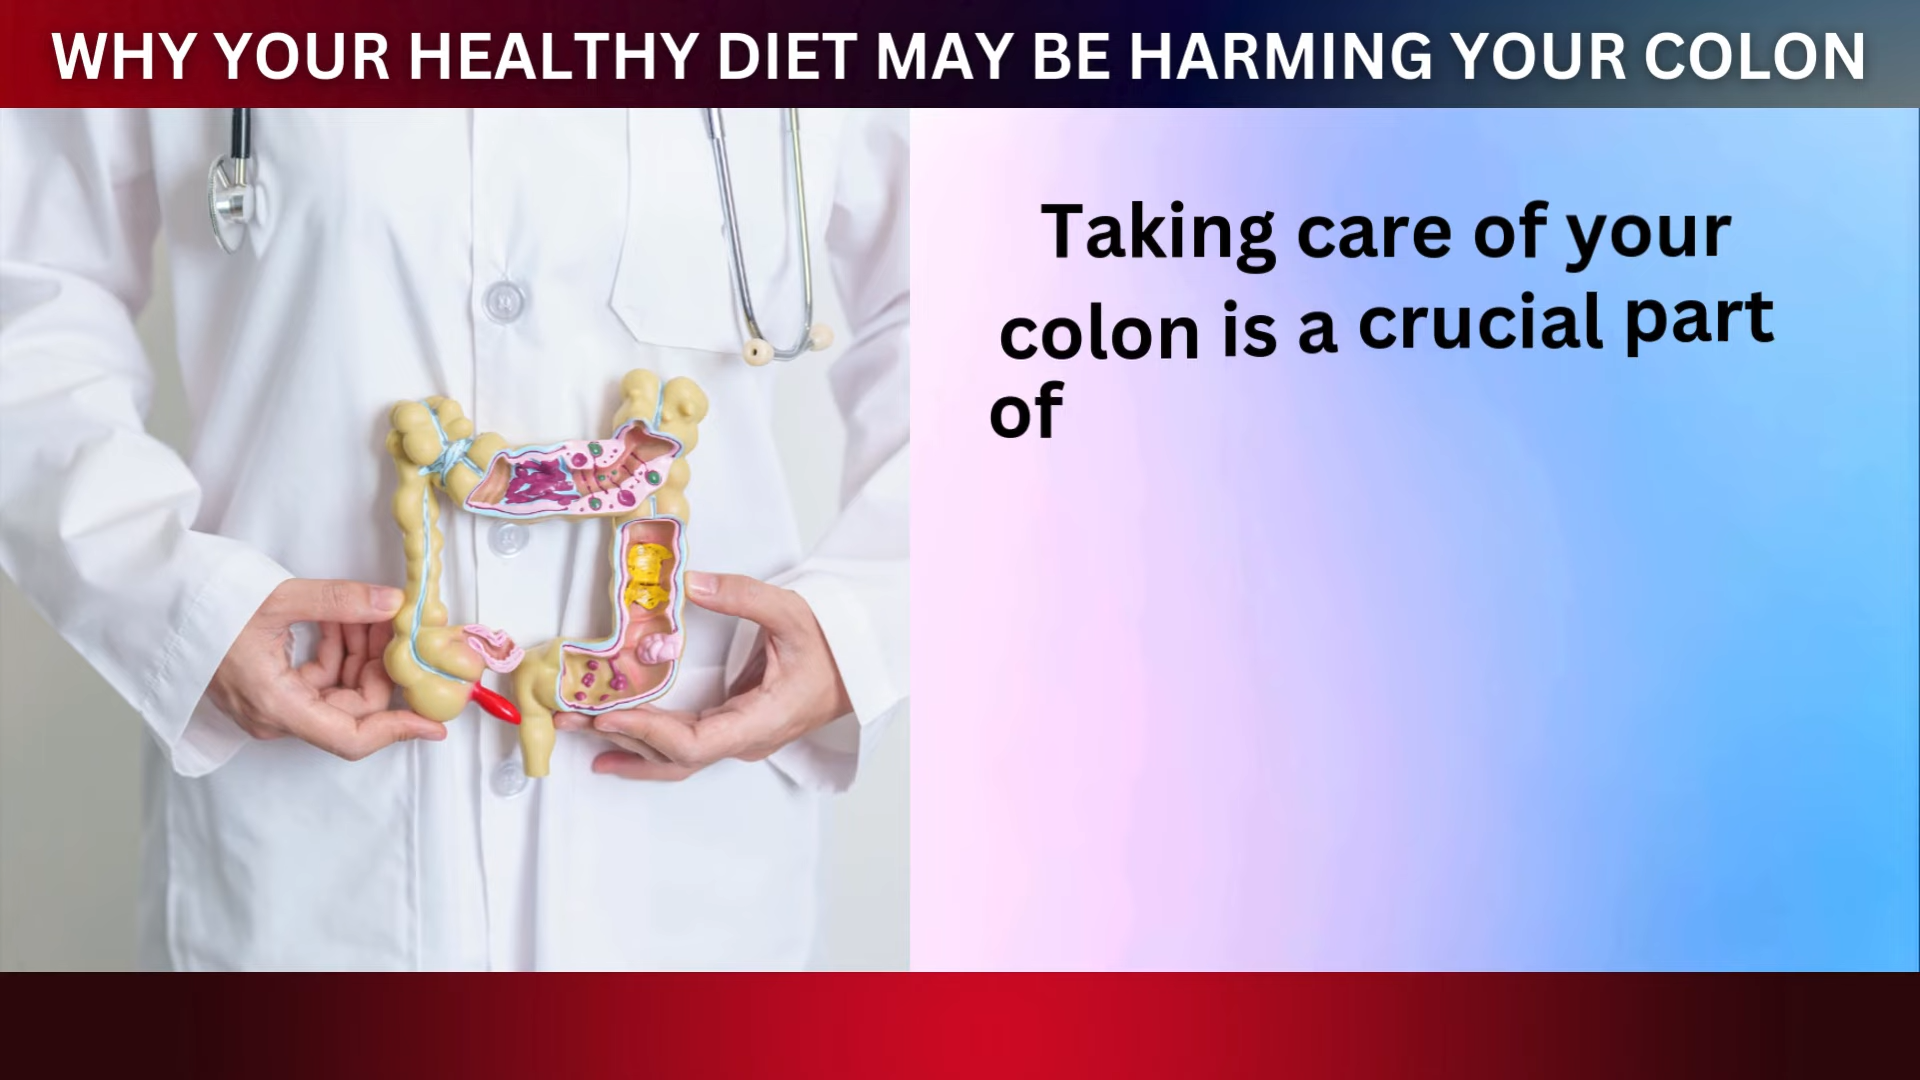 WHY YOUR HEALTHY DIET MAY BE HARMING YOUR COLON
Taking care of your
colon is a crucial part
of